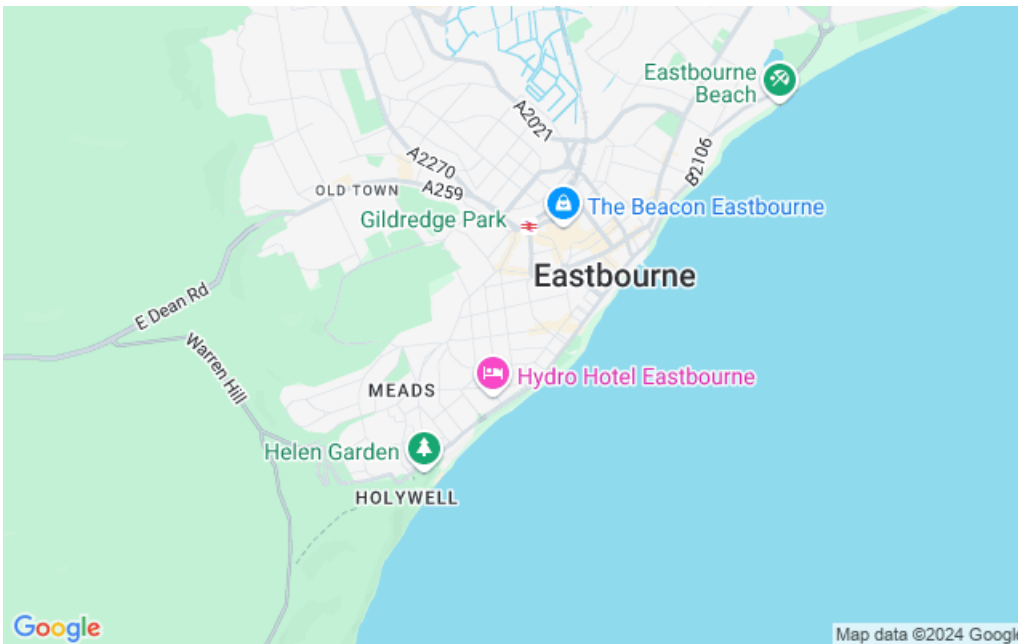 Eastbourne
Beach
A2021
B2106
A2270
OLD TOWN
A259
Gildredge Park
The Beacon Eastbourne
Eastbourne
E Dean Rd
Warren Hill
Hydro Hotel Eastbourne
MEADS
Helen Garden
HOLYWELL
Google
Map data ©2024 Google